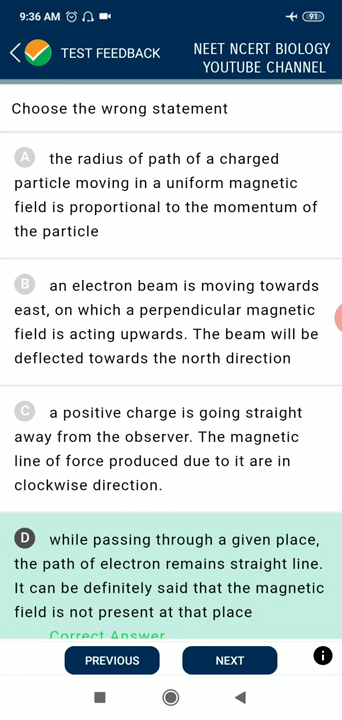 9:36 AM
91
TEST FEEDBACK
NEET NCERT BIOLOGY
YOUTUBE CHANNEL
Choose the wrong statement
A the radius of path of a charged
particle moving in a uniform magnetic
field is proportional to the momentum of
the particle
B an electron beam is moving towards
east, on which a perpendicular magnetic
field is acting upwards. The beam will be
deflected towards the north direction
C a positive charge is going straight
away from the observer. The magnetic
line of force produced due to it are in
clockwise direction.
D while passing through a given place,
the path of electron remains straight line.
It can be definitely said that the magnetic
field is not present at that place
Correct Answer
PREVIOUS
NEXT